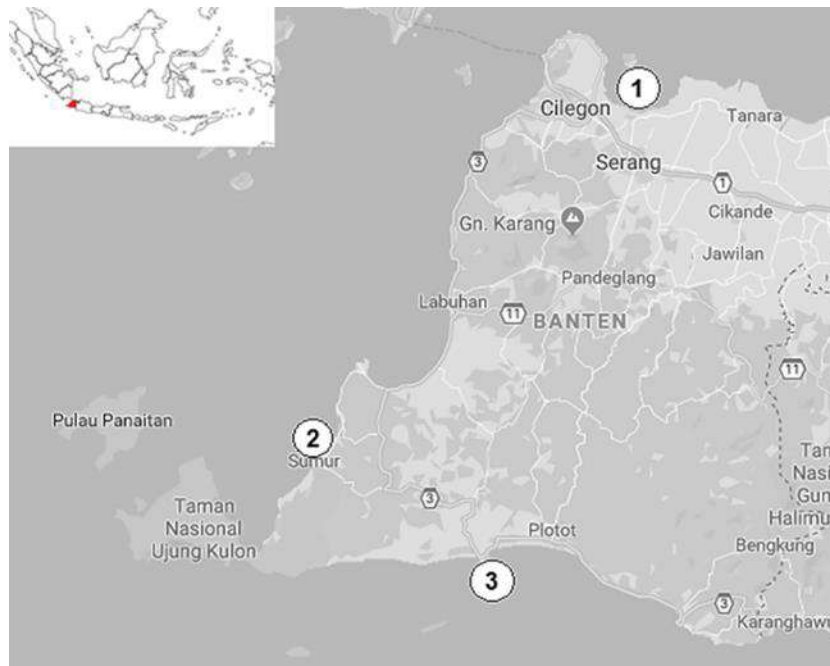 1
Cilegon
Tanara
3
Serang
1
Cikande
Gn. Karang
Jawilan
Pandeglang
Labuhan
11
BANTEN
11
Pulau Panaitan
2
Sumur
Taman
Nasional
Ujung Kulon
3
Plotot
3
Bengkung
3
Karanghaw
Tam
Nasi
Gun
Halimu